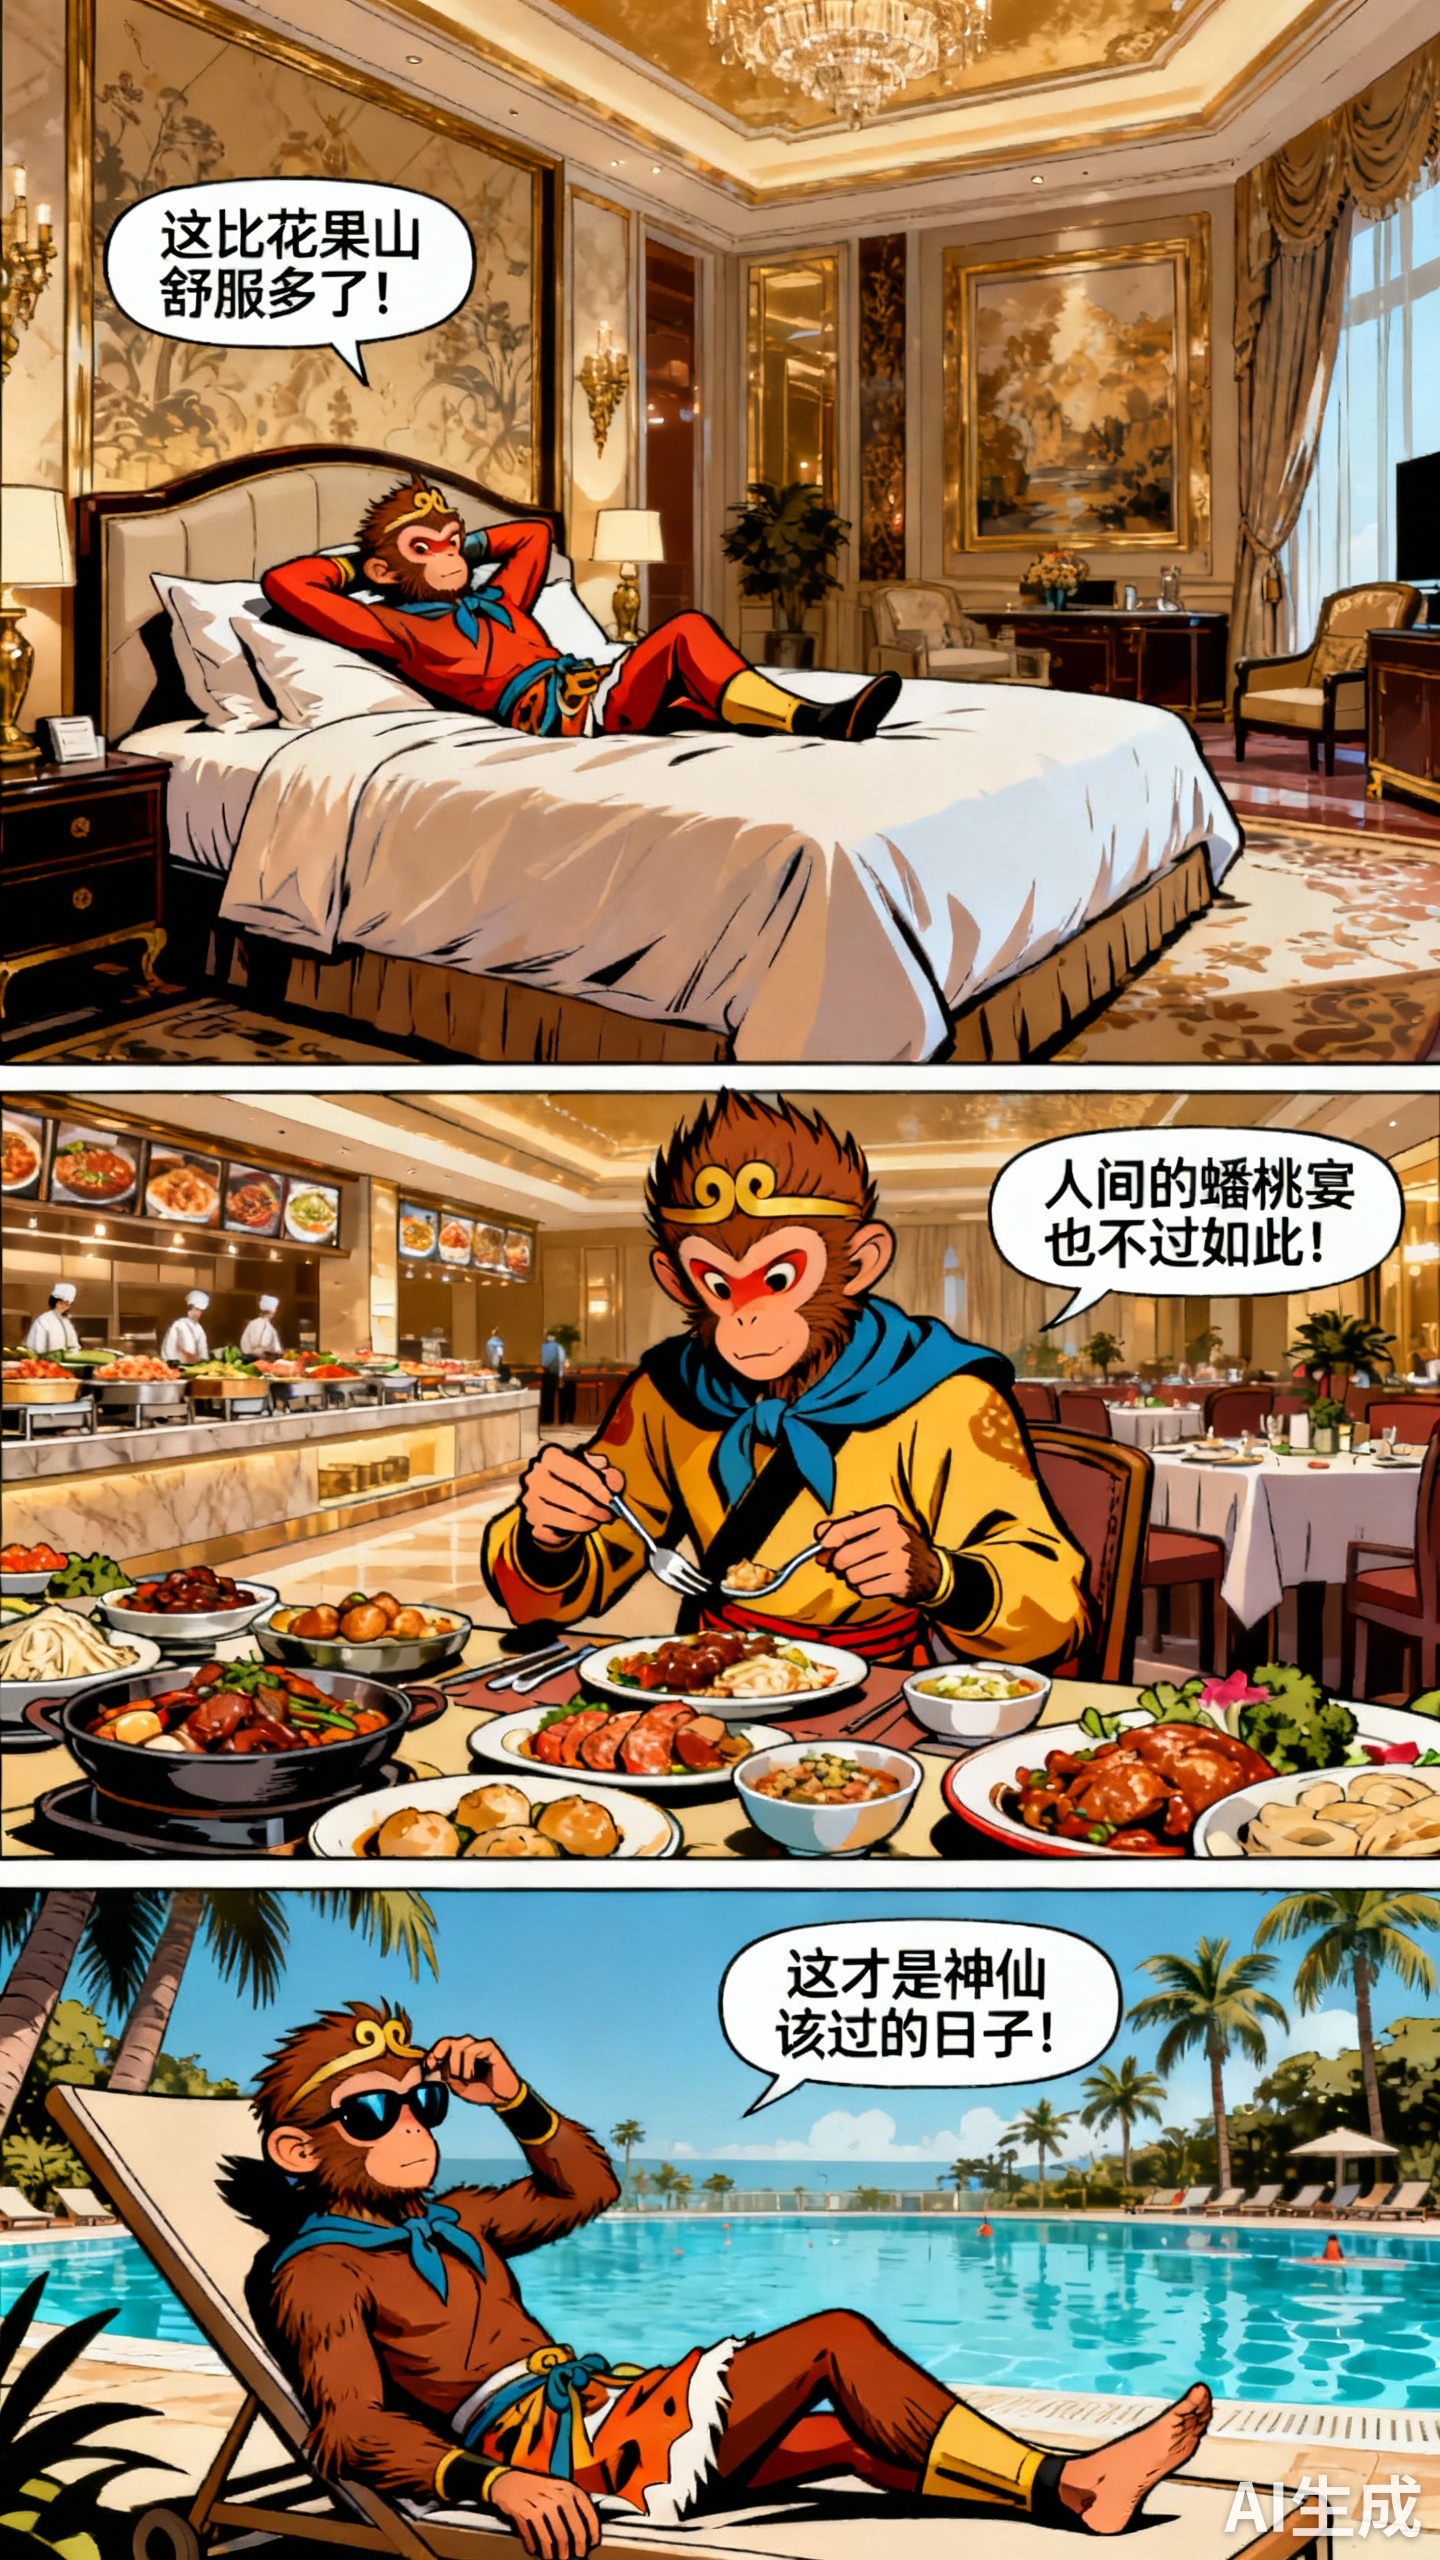 这比花果山
舒服多了！
人间的蟠桃宴
也不过如此！
这才是神仙
该过的日子！
AI生成